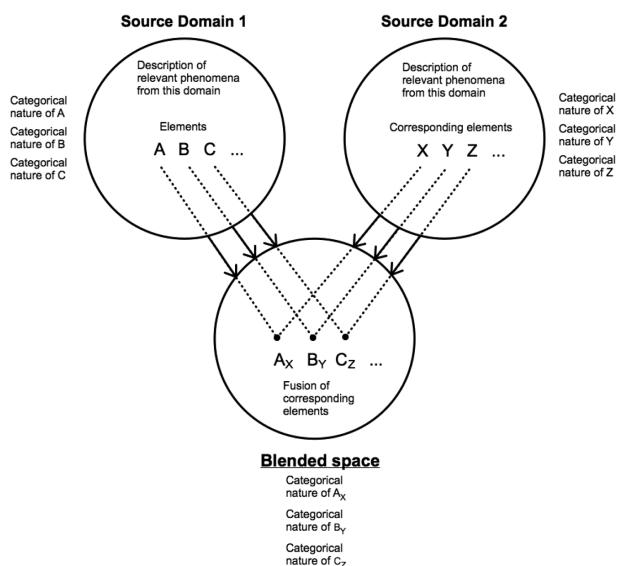 Source Domain 1
Source Domain 2
Description of
relevant phenomena
from this domain
Description of
relevant phenomena
from this domain
Categorical
nature of A
Categorical
nature of B
Categorical
nature of C
Elements
A B C ...
Corresponding elements
X Y Z ...
Categorical
nature of X
Categorical
nature of Y
Categorical
nature of Z
AX BY CZ ...
Fusion of
corresponding
elements
Blended space
Categorical
nature of AX
Categorical
nature of BY
Categorical
nature of CZ